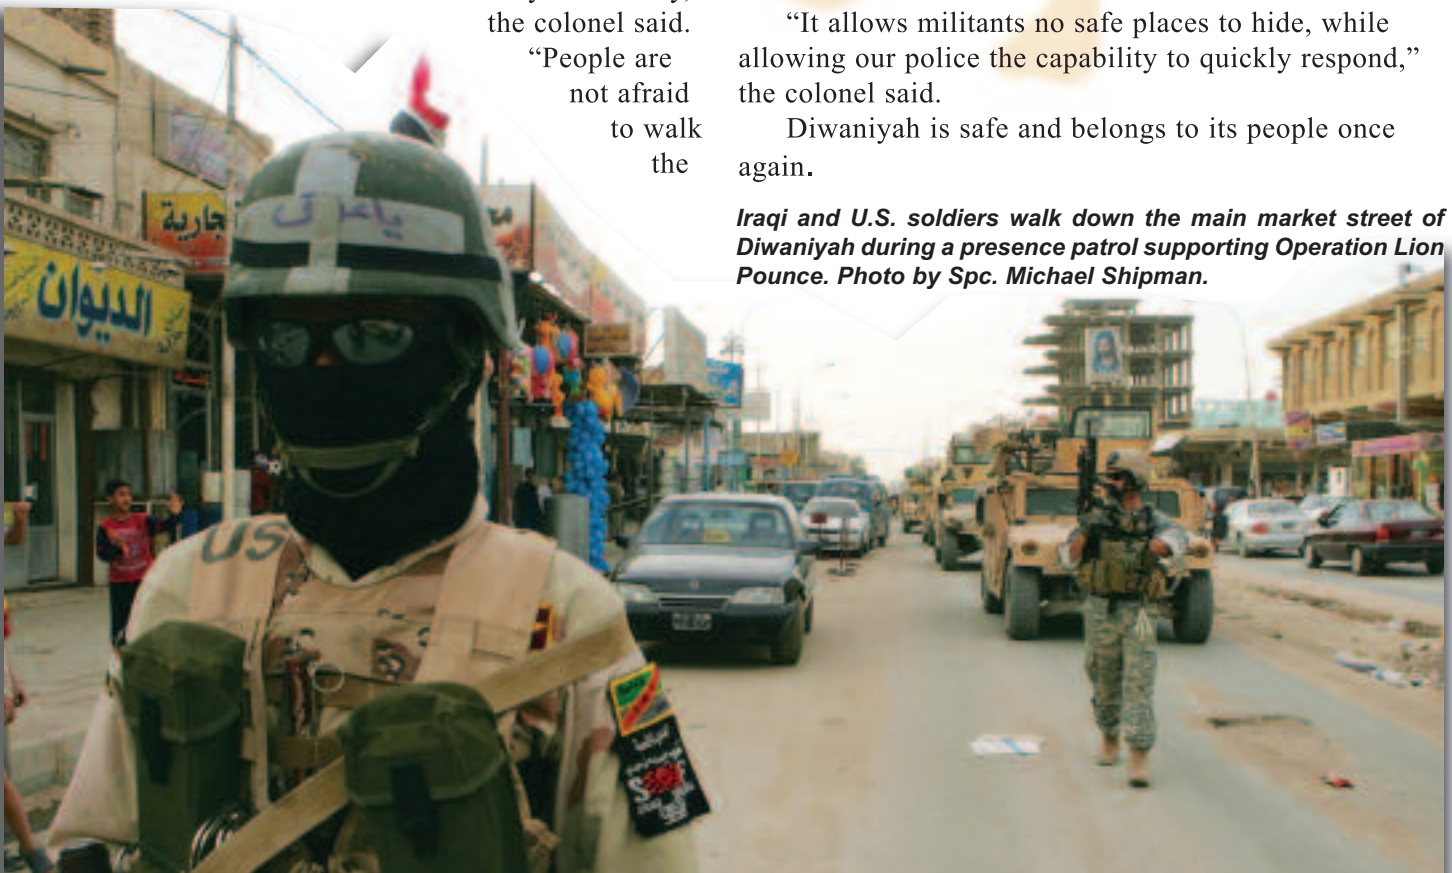 the colonel said.
“People are
not afraid
to walk
the
“It allows militants no safe places to hide, while
allowing our police the capability to quickly respond,”
the colonel said.
Diwaniyah is safe and belongs to its people once
again.
Iraqi and U.S. soldiers walk down the main market street of
Diwaniyah during a presence patrol supporting Operation Lion
Pounce. Photo by Spc. Michael Shipman.
الديوان
US